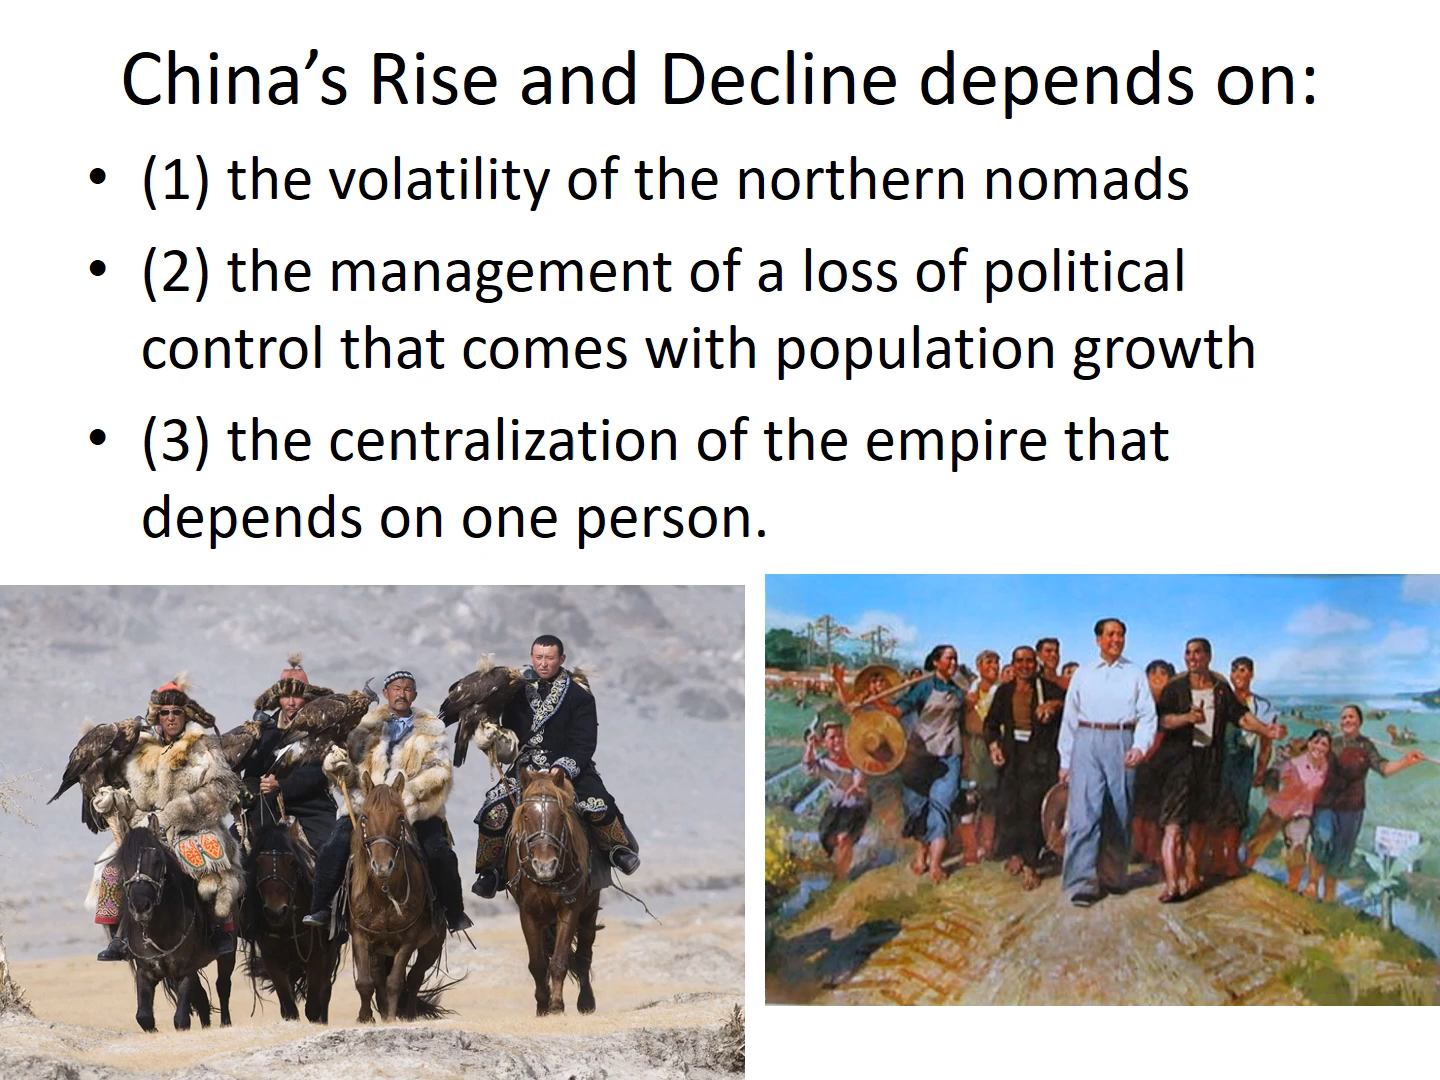 China’s Rise and Decline depends on:
• (1) the volatility of the northern nomads
• (2) the management of a loss of political
control that comes with population growth
• (3) the centralization of the empire that
depends on one person.